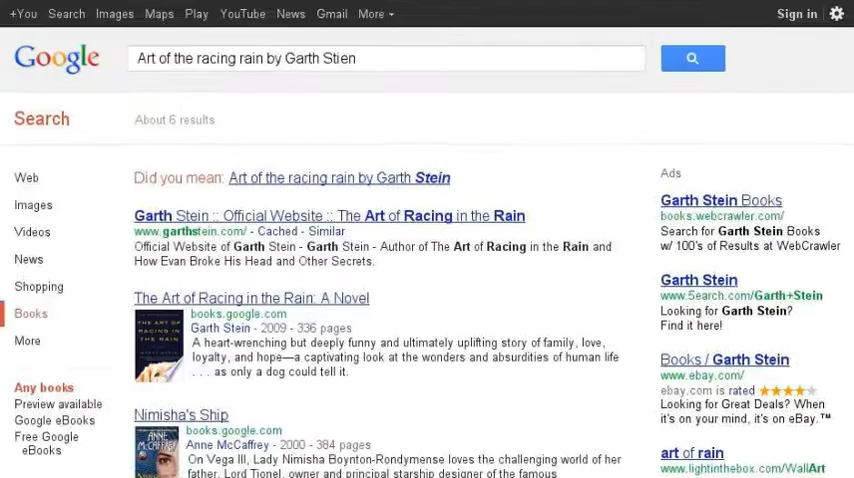 +You Search Images Maps Play YouTube News Gmail More
Sign in
Google
Art of the racing rain by Garth Stien
Search
About 6 results
Web
Images
Videos
News
Shopping
Books
More
Any books
Preview available
Google eBooks
Free Google
eBooks
Did you mean: Art of the racing rain by Garth Stein
Garth Stein :: Official Website :: The Art of Racing in the Rain
www.garthstein.com/ - Cached - Similar
Official Website of Garth Stein - Garth Stein - Author of The Art of Racing in the Rain and
How Evan Broke His Head and Other Secrets.
The Art of Racing in the Rain: A Novel
books.google.com
Garth Stein - 2009 - 336 pages
A heart-wrenching but deeply funny and ultimately uplifting story of family, love,
loyalty, and hope—a captivating look at the wonders and absurdities of human life
. . . as only a dog could tell it.
THE ART OF
RACING IN
THE RAIN
Nimisha's Ship
books.google.com
Anne McCaffrey - 2000 - 384 pages
On Vega III, Lady Nimisha Boynton-Rondymense loves the challenging world of her
father, Lord Tionel, owner and principal starship designer of the famous
ANNE
McCAFFREY
Ads
Garth Stein Books
books.webcrawler.com/
Search for Garth Stein Books
w/ 100's of Results at WebCrawler
Garth Stein
www.5earch.com/Garth+Stein
Looking for Garth Stein?
Find it here!
Books / Garth Stein
www.ebay.com/
ebay.com is rated
Looking for Great Deals? When
it's on your mind, it's on eBay.™
art of rain
www.lightinthebox.com/WallArt